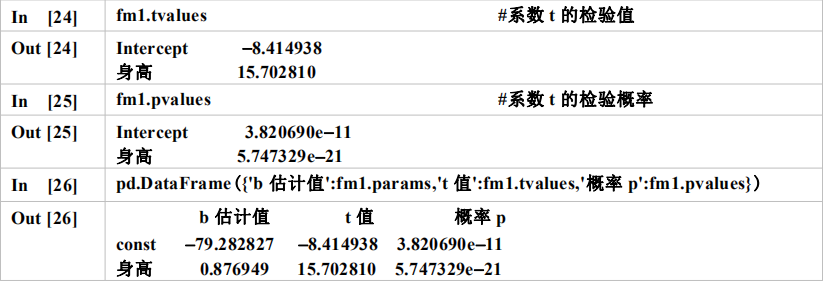 In [24] fm1.tvalues #系数 t 的检验值
Out [24] Intercept −8.414938
身高 15.702810
In [25] fm1.pvalues #系数 t 的检验概率
Out [25] Intercept 3.820690e−11
身高 5.747329e−21
In [26] pd.DataFrame({'b 估计值':fm1.params,'t 值':fm1.tvalues,'概率 p':fm1.pvalues})
Out [26] b 估计值 t 值 概率 p
const −79.282827 −8.414938 3.820690e−11
身高 0.876949 15.702810 5.747329e−21